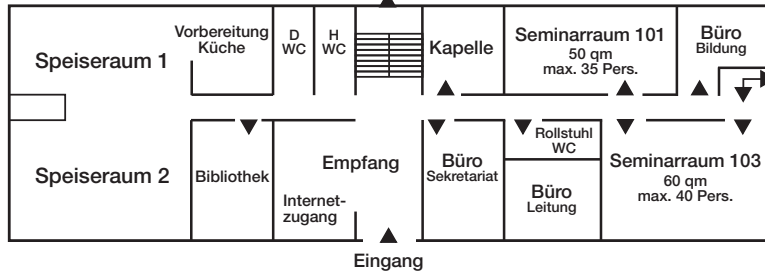 Speiseraum 1
Vorbereitung
Küche
D
WC
H
WC
Kapelle
Seminarraum 101
50 qm
max. 35 Pers.
Büro
Bildung
Speiseraum 2
Bibliothek
Internet-
zugang
Empfang
Büro
Sekretariat
Rollstuhl
WC
Büro
Leitung
Seminarraum 103
60 qm
max. 40 Pers.
Eingang